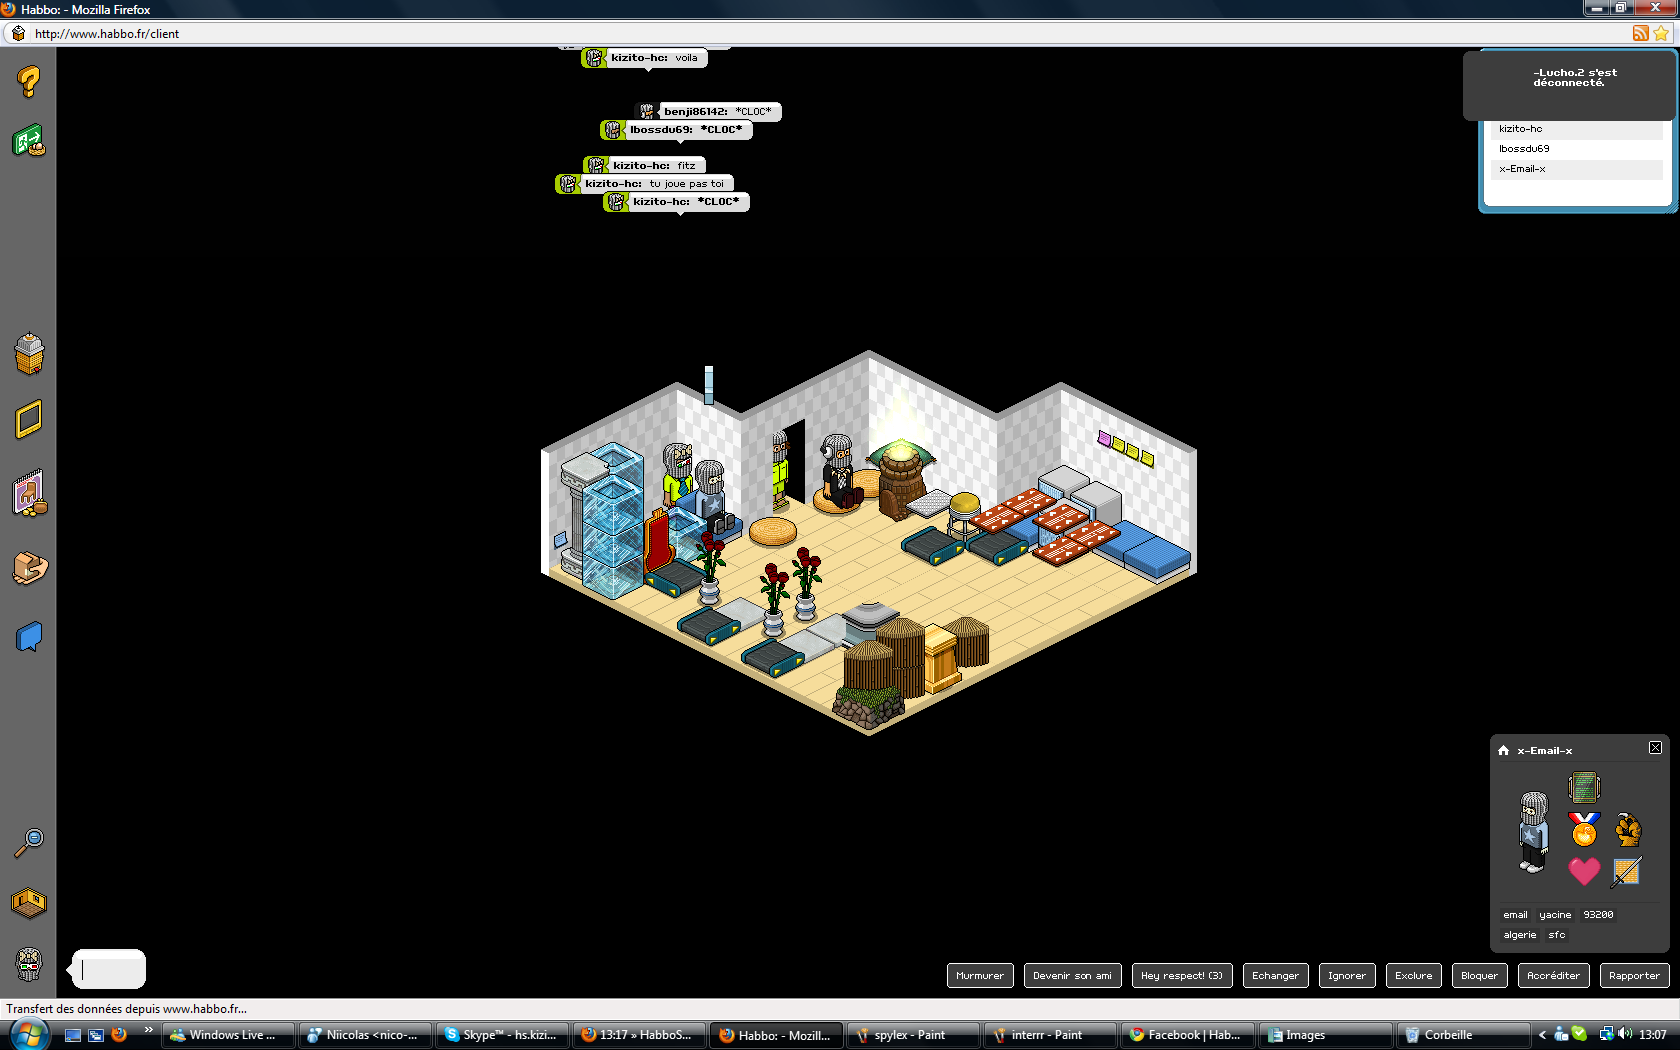 Habbo: - Mozilla Firefox
http://www.habbo.fr/client
kizito-hc: voila
benji86142: *CLOC*
lbossdu69: *CLOC*
kizito-hc: fitz
kizito-hc: tu joue pas toi
kizito-hc: *CLOC*
-Lucho.2 s'est
déconnecté.
kizito-hc
lbossdu69
x-Email-x
x-Email-x
email yacine 93200
algerie sfc
Murmurer Devenir son ami Hey respect! (3) Echanger Ignorer Exclure Bloquer Accréditer Rapporter
Transfert des données depuis www.habbo.fr...
» Windows Live ... Niicolas <nico-... Skype™ - hs.kizi... 13:17 » HabboS... Habbo: - Mozill... spylex - Paint interrr - Paint Facebook | Hab... Images Corbeille < 13:07